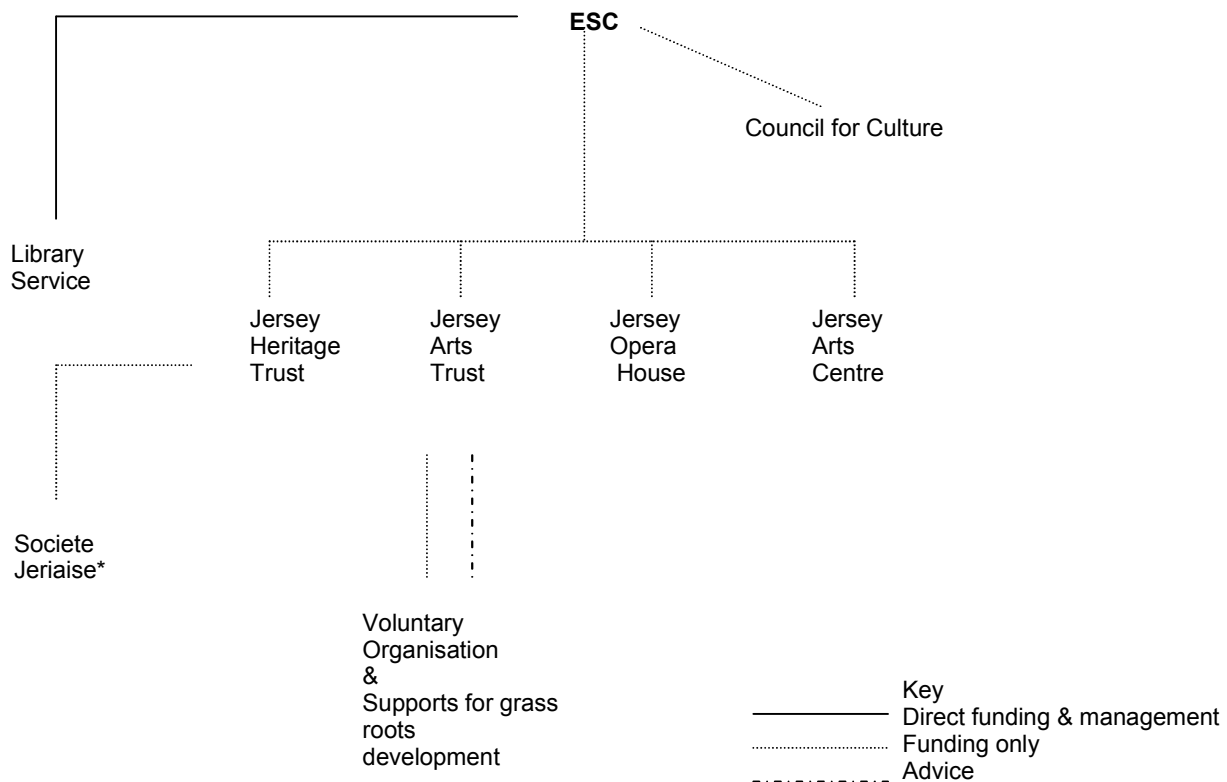 ESC
Council for Culture
Library
Service
Jersey
Heritage
Trust
Jersey
Arts
Trust
Jersey
Opera
House
Jersey
Arts
Centre
Societe
Jeriaise*
Voluntary
Organisation
&
Supports for grass
roots
development
Key
Direct funding & management
Funding only
Advice